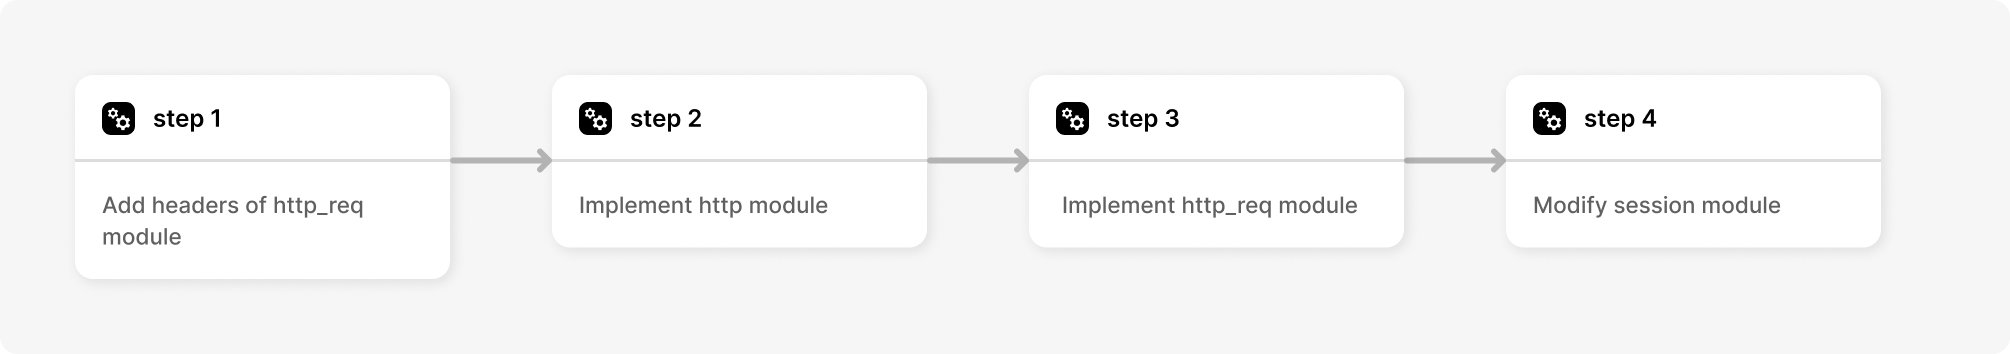 step 1
Add headers of http_req
module
step 2
Implement http module
step 3
Implement http_req module
step 4
Modify session module